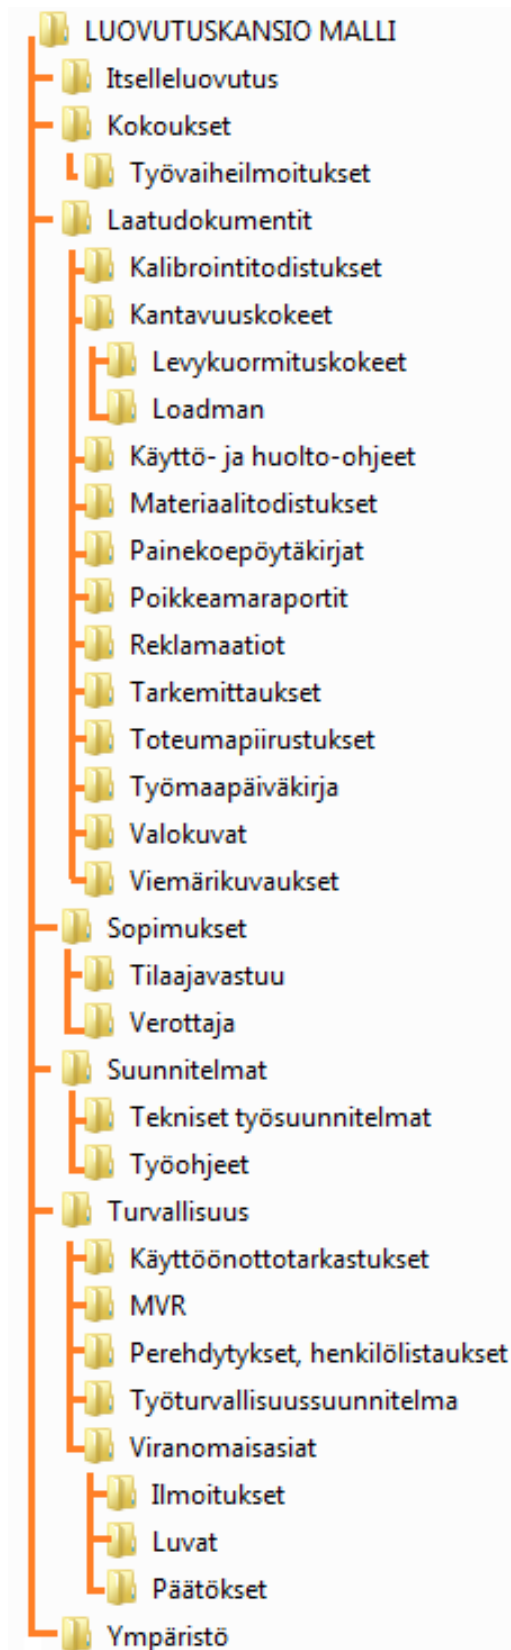 LUOVUTUSKANSIO MALLI
Itselleluovutus
Kokoukset
Työvaiheilmoitukset
Laatudokumentit
Kalibrointitodistukset
Kantavuuskokeet
Levykuormituskokeet
Loadman
Käyttö- ja huolto-ohjeet
Materiaalitodistukset
Painekoepöytäkirjat
Poikkeamaraportit
Reklamaatiot
Tarkemittaukset
Toteumapiirustukset
Työmaapäiväkirja
Valokuvat
Viemärikuvaukset
Sopimukset
Tilaajavastuu
Verottaja
Suunnitelmat
Tekniset työsuunnitelmat
Työohjeet
Turvallisuus
Käyttöönottotarkastukset
MVR
Perehdytykset, henkilölistaukset
Työturvallisuussuunnitelma
Viranomaisasiat
Ilmoitukset
Luvat
Päätökset
Ympäristö